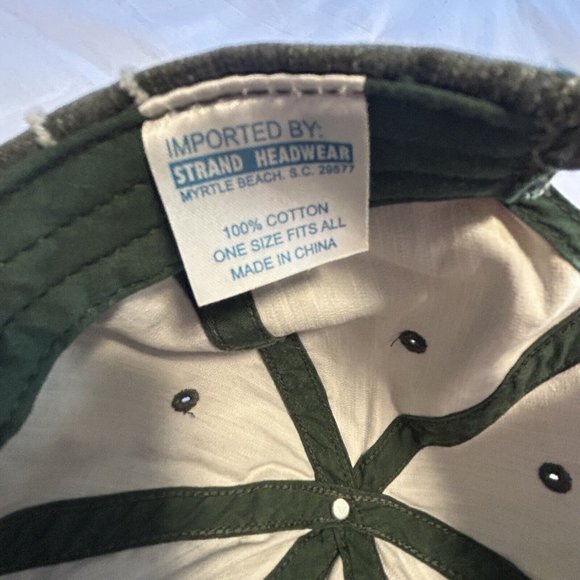 IMPORTED BY:
STRAND HEADWEAR
MYRTLE BEACH. S.C. 29577
100% COTTON
ONE SIZE FITS ALL
MADE IN CHINA